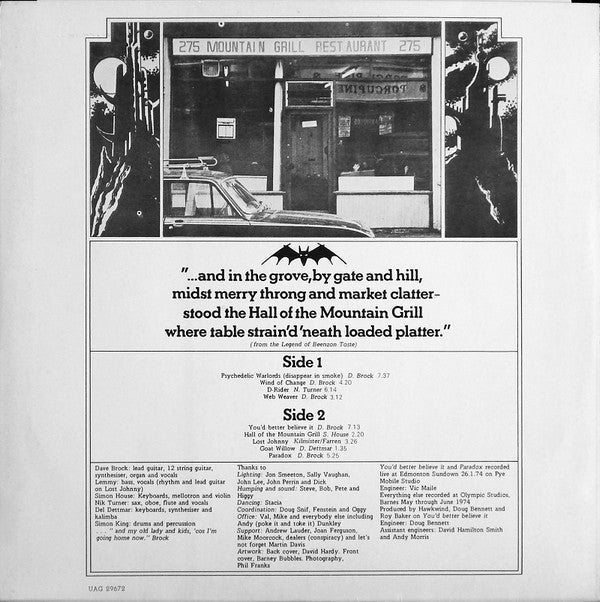 275 MOUNTAIN GRILL RESTAURANT 275
PORCUPINE
"...and in the grove, by gate and hill,
midst merry throng and market clatter-
stood the Hall of the Mountain Grill
where table strain'd 'neath loaded platter."
(from the Legend of Beenzon Toste)
Side 1
Psychedelic Warlords (disappear in smoke) D. Brock 7.37
Wind of Change D. Brock 4.20
D-Rider N. Turner 6.14
Web Weaver D. Brock 3.12
Side 2
You'd better believe it D. Brock 7.13
Hall of the Mountain Grill S. House 2.20
Lost Johnny Kilmister/Farren 3.26
Goat Willow D. Dettmar 1.35
Paradox D. Brock 5.25
Dave Brock: lead guitar, 12 string guitar,
synthesiser, organ and vocals
Lemmy: bass, vocals (rhythm and lead guitar
on Lost Johnny)
Simon House: Keyboards, mellotron and violin
Nik Turner: sax, oboe, flute and vocals
Del Dettmar: keyboards, synthesiser and
kalimba
Simon King: drums and percussion
...." and my old lady and kids, 'cos I'm
going home now." Brock
Thanks to
Lighting: Jon Smeeton, Sally Vaughan,
John Lee, John Perrin and Dick
Humping and sound: Steve, Bob, Pete and
Higgy
Dancing: Stacia
Coordination: Doug Snif, Fenstein and Oggy
Office: Val, Mike and everybody else including
Andy (poke it and toke it) Dunkley
Support: Andrew Lauder, Joan Ferguson,
Mike Moorcock, dealers (conspiracy) and let's
not forget Martin Davis
Artwork: Back cover, David Hardy. Front
cover, Barney Bubbles. Photography,
Phil Franks
You'd better believe it and Paradox recorded
live at Edmonton Sundown 26.1.74 on Pye
Mobile Studio
Engineer: Vic Maile
Everything else recorded at Olympic Studios,
Barnes May through June 1974
Produced by Hawkwind, Doug Bennett and
Roy Baker on You'd better believe it
Engineer: Doug Bennett
Assistant engineers: David Hamilton Smith
and Andy Morris
UAG 29672